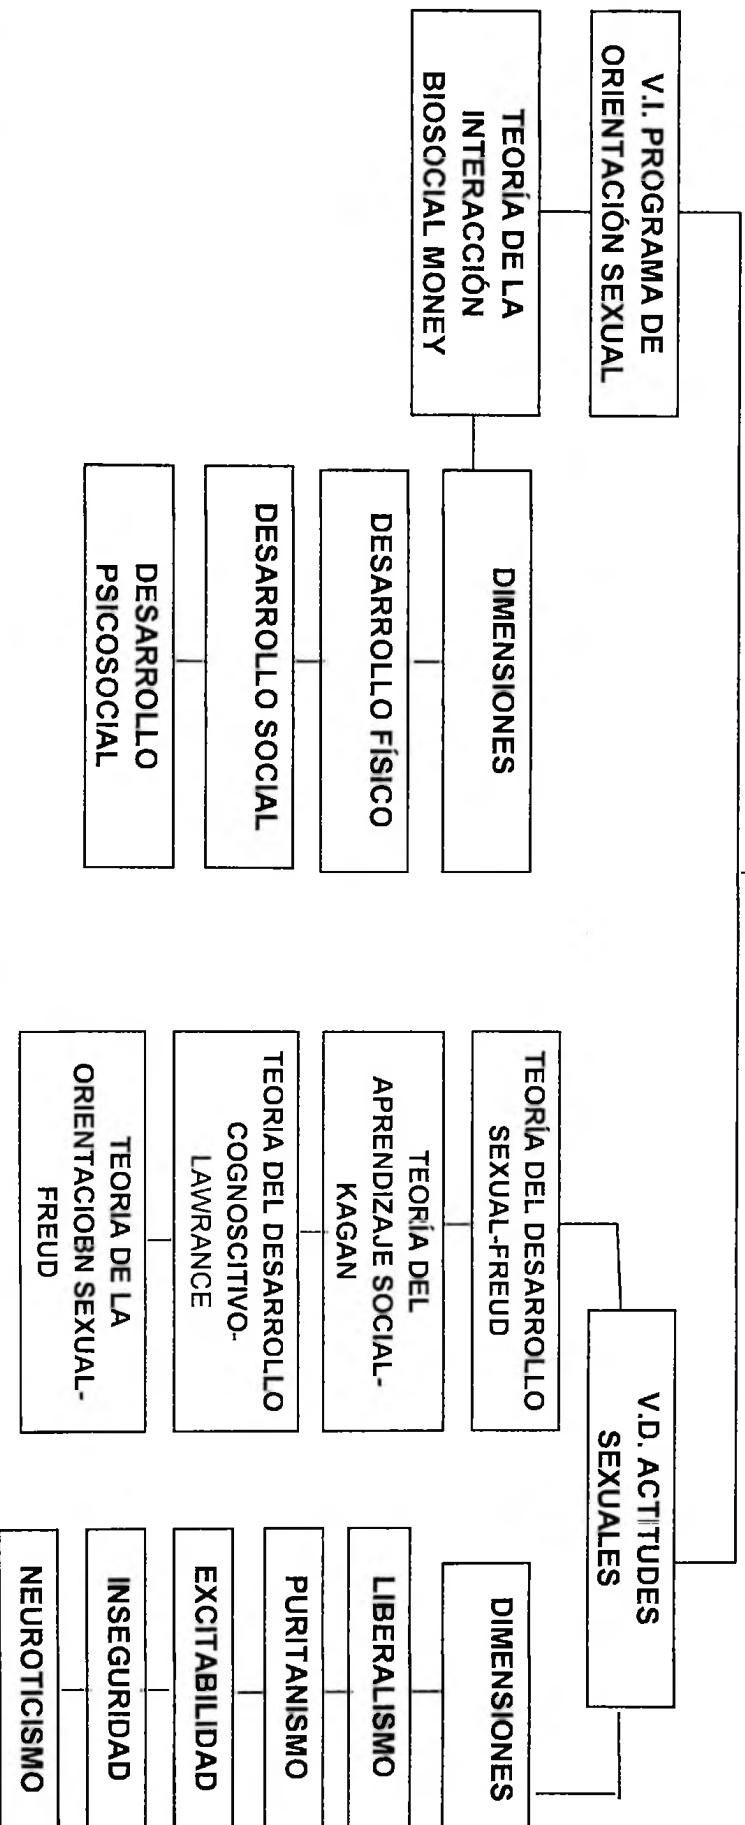 V.I. PROGRAMA DE
ORIENTACIÓN SEXUAL
TEORÍA DE LA
INTERACCIÓN
BIOSOCIAL MONEY
DIMENSIONES
DESARROLLO FÍSICO
DESARROLLO SOCIAL
DESARROLLO
PSICOSOCIAL
V.D. ACTITUDES
SEXUALES
TEORÍA DEL DESARROLLO
SEXUAL-FREUD
TEORÍA DEL
APRENDIZAJE SOCIAL-
KAGAN
TEORIA DEL DESARROLLO
COGNOSCITIVO-
LAWRANCE
TEORIA DE LA
ORIENTACIOBN SEXUAL-
FREUD
DIMENSIONES
LIBERALISMO
PURITANISMO
EXCITABILIDAD
INSEGURIDAD
NEUROTICISMO